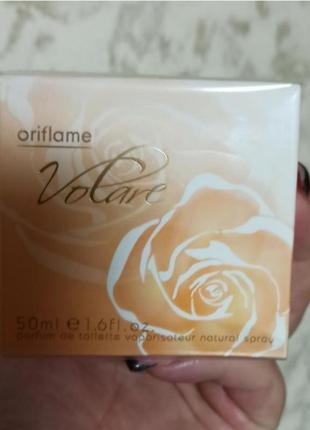 oriflame
Volare
50ml e 1.6fl.oz.
parfum de toilette vaporisateur natural spray